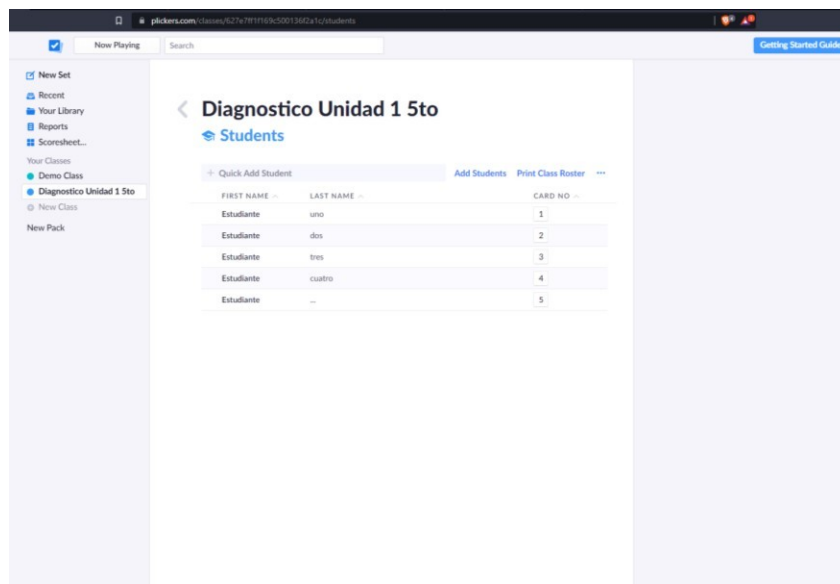 plickers.com/classes/627e7ff1f169c500136f2a1c/students
Now Playing
Search
Getting Started Guide
New Set
Recent
Your Library
Reports
Scoresheet...
Your Classes
Demo Class
Diagnostico Unidad 1 5to
New Class
New Pack
Diagnostico Unidad 1 5to
Students
+ Quick Add Student
Add Students Print Class Roster ...
FIRST NAME LAST NAME CARD NO
Estudiante uno 1
Estudiante dos 2
Estudiante tres 3
Estudiante cuatro 4
Estudiante ... 5